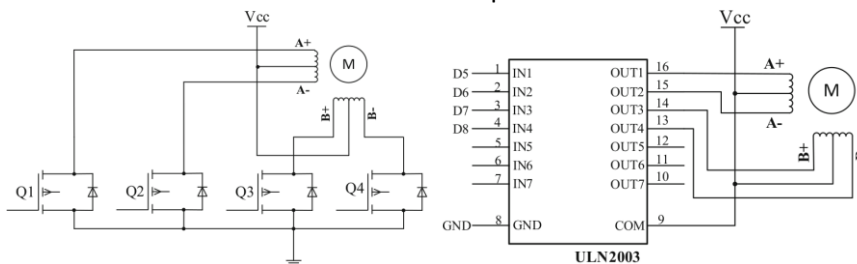 Vcc
A+
M
A-
B+
B-
Q1
Q2
Q3
Q4
Vcc
D5 1 IN1 OUT1 16
D6 2 IN2 OUT2 15
D7 3 IN3 OUT3 14
D8 4 IN4 OUT4 13
5 IN5 OUT5 12
6 IN6 OUT6 11
7 IN7 OUT7 10
GND 8 GND COM 9
ULN2003
A+
M
A-
B+